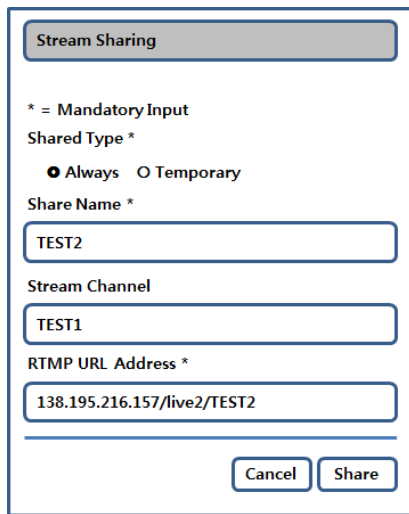 Stream Sharing
* = Mandatory Input
Shared Type *
Always Temporary
Share Name *
TEST2
Stream Channel
TEST1
RTMP URL Address *
138.195.216.157/live2/TEST2
Cancel Share